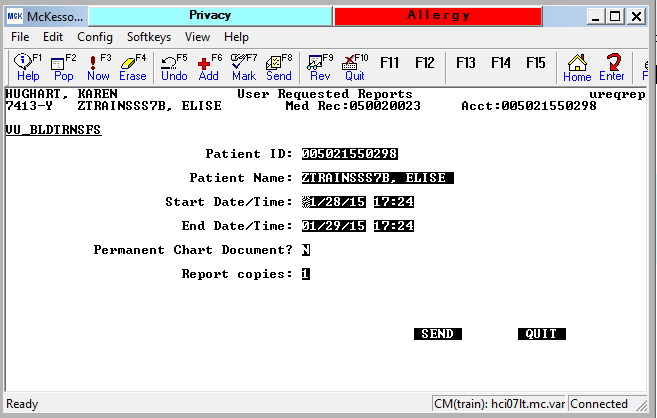 McK McKesso... Privacy Allergy
File Edit Config Softkeys View Help
F1 F2 F3 F4 F5 F6 F7 F8 F9 F10 F11 F12 F13 F14 F15
Help Pop Now Erase Undo Add Mark Send Rev Quit Home Enter
HUGHART, KAREN User Requested Reports ureqrep
7413-Y ZTRAINSSS7B, ELISE Med Rec:050020023 Acct:005021550298
VU_BLDTRNSFS
Patient ID: 005021550298
Patient Name: ZTRAINSSS7B, ELISE
Start Date/Time: 01/28/15 17:24
End Date/Time: 01/29/15 17:24
Permanent Chart Document? N
Report copies: 1
SEND QUIT
Ready CM(train): hci07lt.mc.var Connected